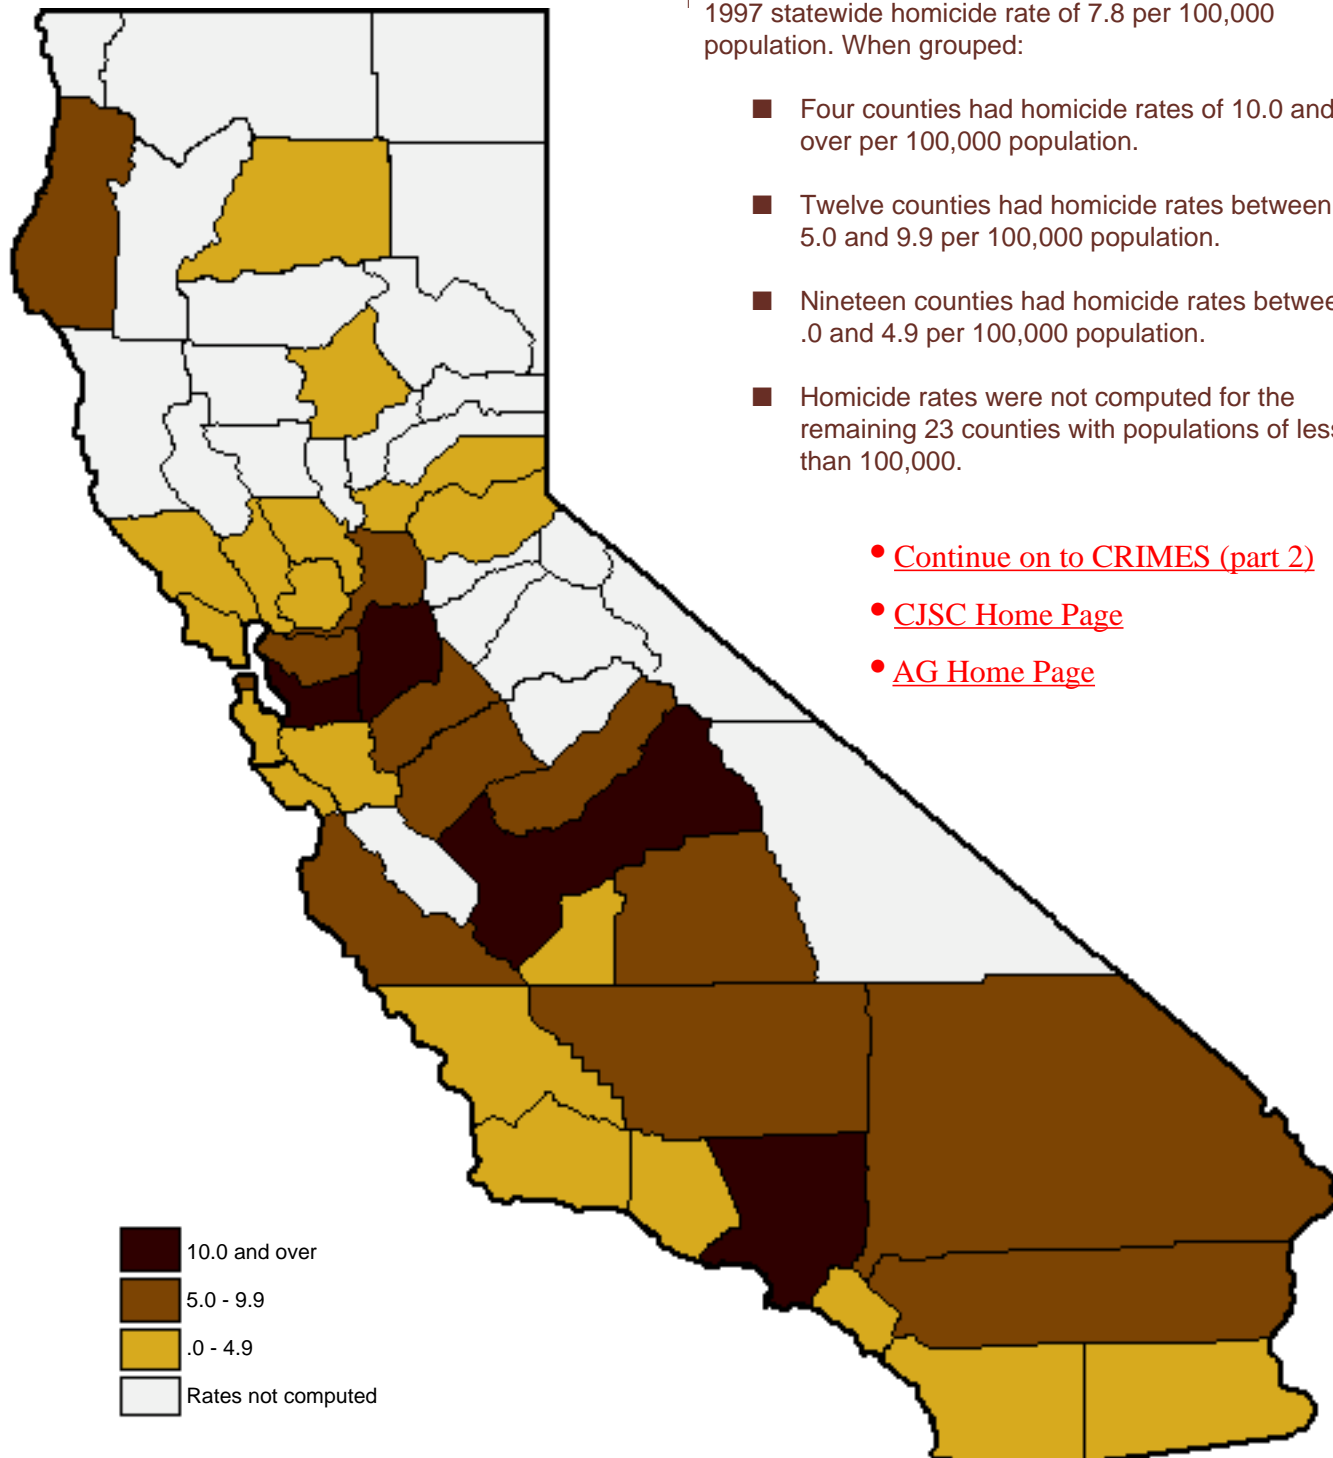 1997 statewide homicide rate of 7.8 per 100,000
population. When grouped:
■ Four counties had homicide rates of 10.0 and
over per 100,000 population.
■ Twelve counties had homicide rates between
5.0 and 9.9 per 100,000 population.
■ Nineteen counties had homicide rates betwee
.0 and 4.9 per 100,000 population.
■ Homicide rates were not computed for the
remaining 23 counties with populations of les
than 100,000.
• Continue on to CRIMES (part 2)
• CJSC Home Page
• AG Home Page
10.0 and over
5.0 - 9.9
.0 - 4.9
Rates not computed